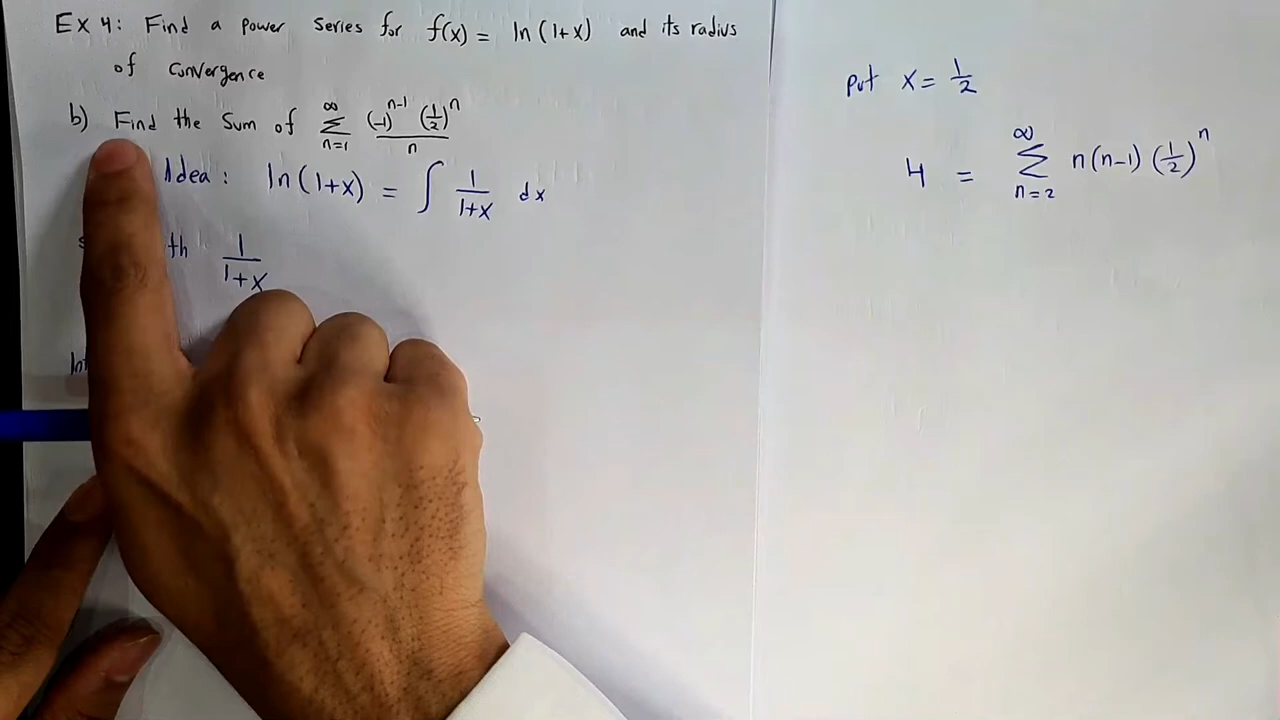 Ex 4: Find a power series for f(x) = ln(1+x) and its radius
of convergence
b) Find the sum of ∞∑n=1 (-1)^(n-1) (1/2)^n / n
Idea: ln(1+x) = ∫ 1/(1+x) dx
th 1/(1+x)
put x = 1/2
4 = ∞∑n=2 n(n-1) (1/2)^n